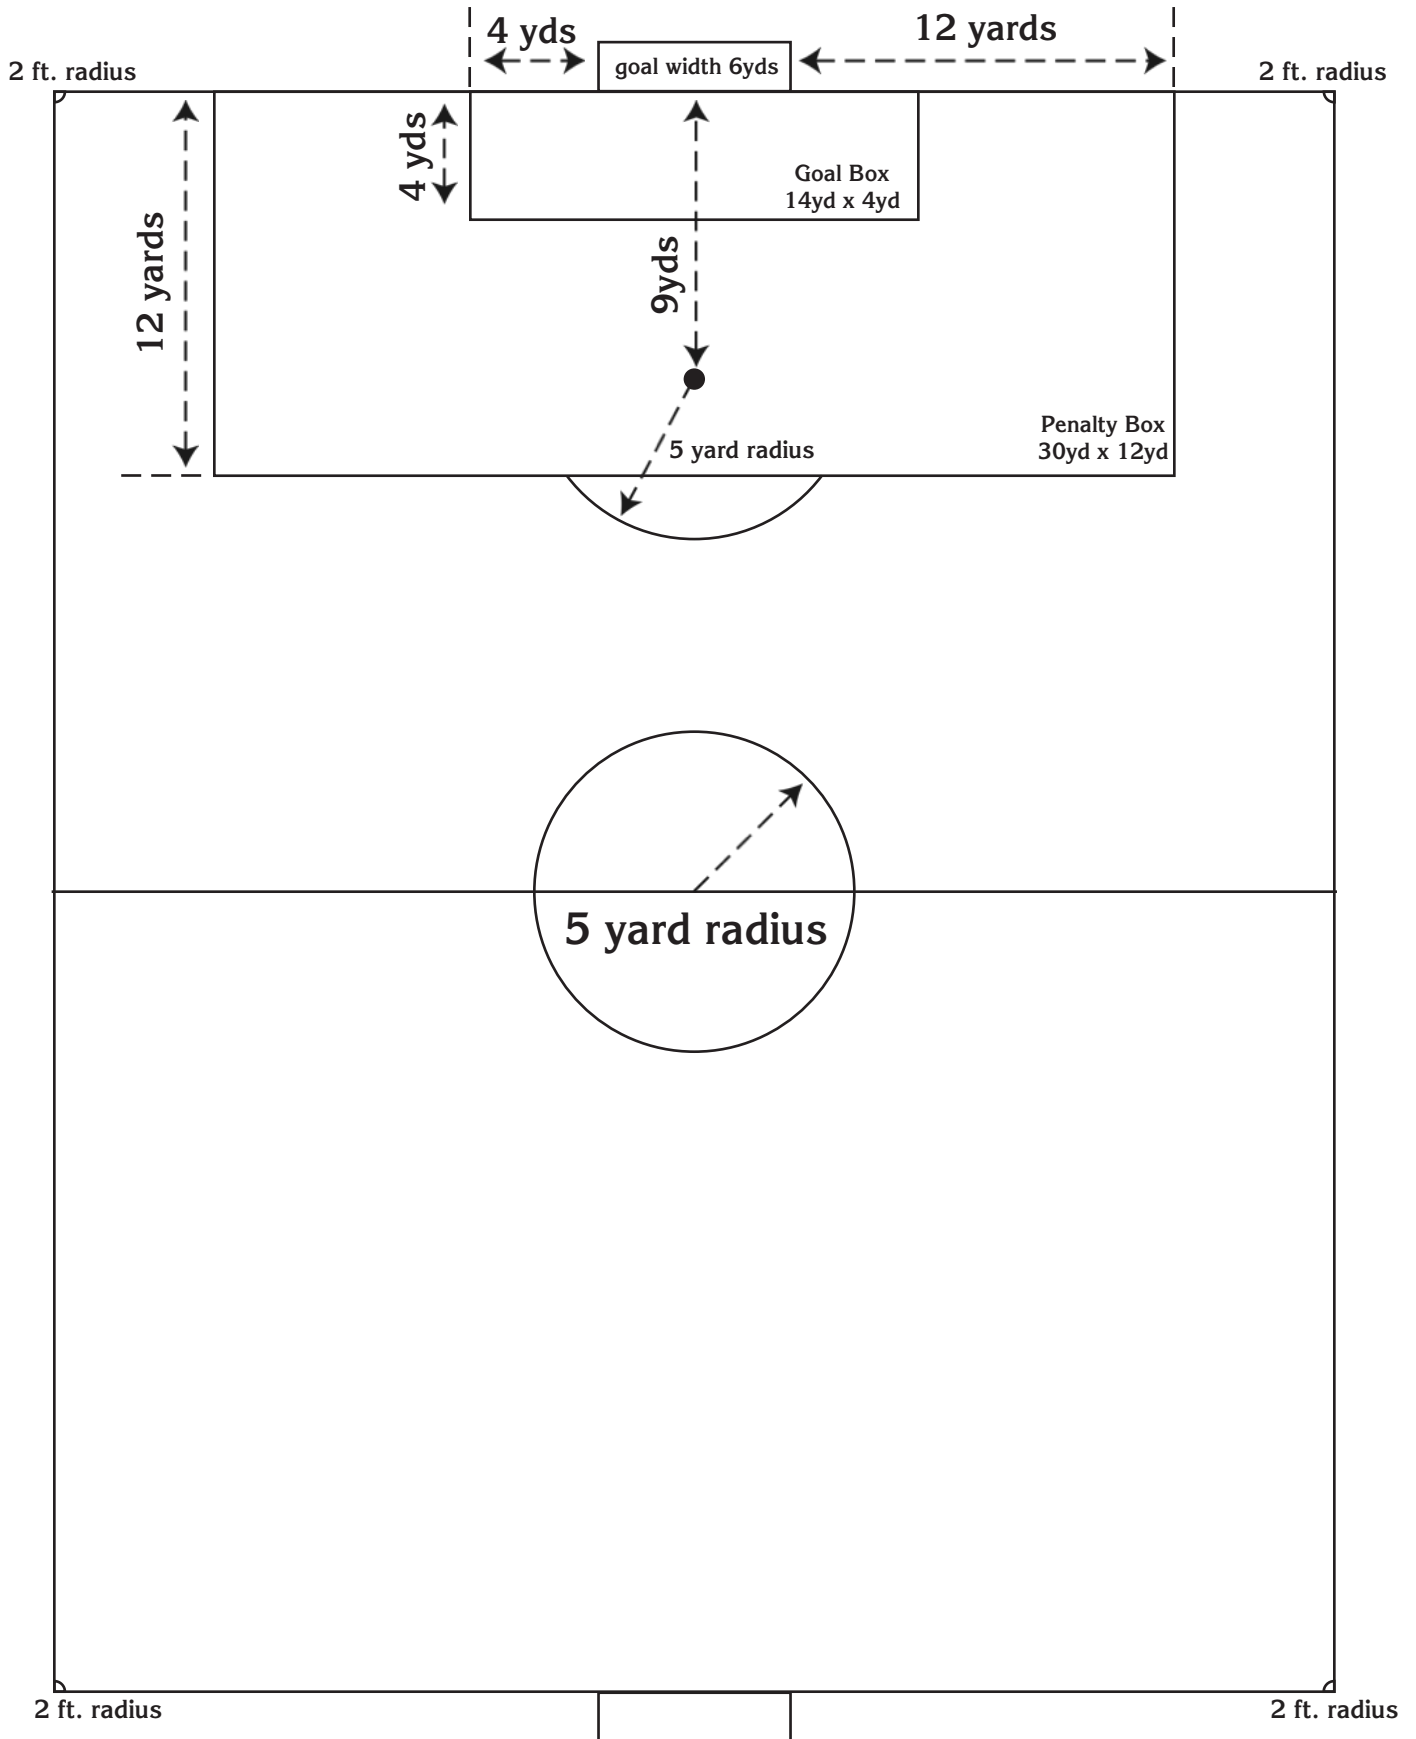 4 yds
12 yards
goal width 6yds
2 ft. radius
2 ft. radius
4 yds
Goal Box
14yd x 4yd
12 yards
9yds
Penalty Box
30yd x 12yd
5 yard radius
5 yard radius
2 ft. radius
2 ft. radius